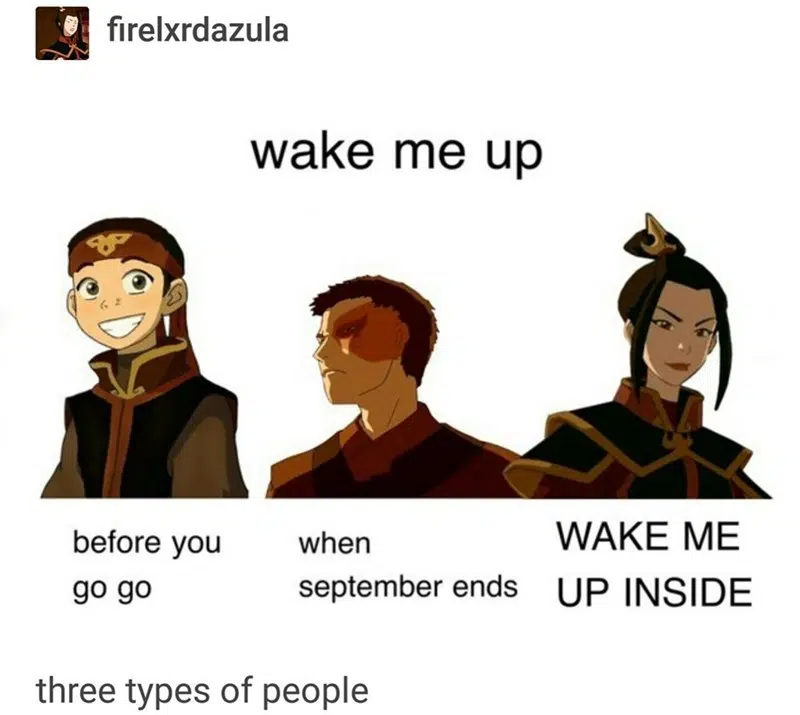 firelxrdazula
wake me up
before you
go go
when
september ends
WAKE ME
UP INSIDE
three types of people